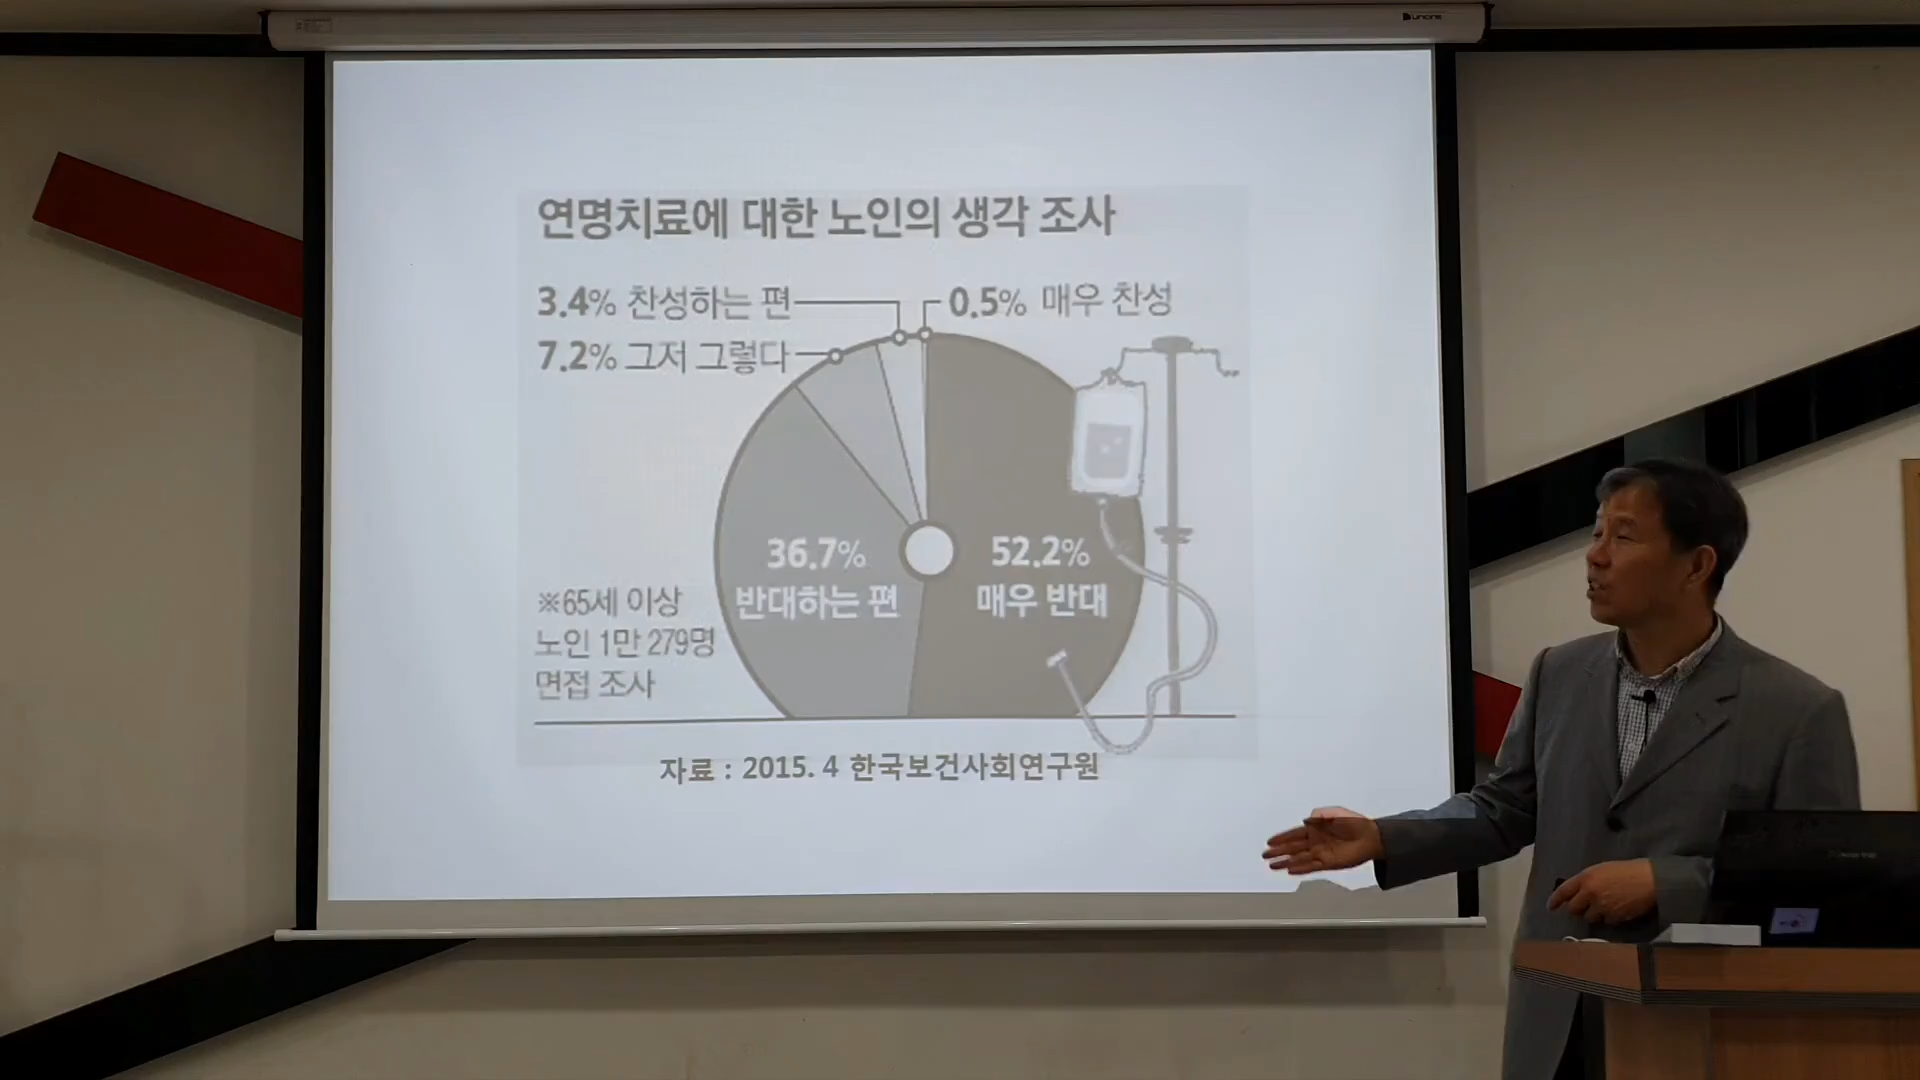 연명치료에 대한 노인의 생각 조사
3.4% 찬성하는 편
0.5% 매우 찬성
7.2% 그저 그렇다
36.7%
반대하는 편
52.2%
매우 반대
※65세 이상
노인 1만 279명
면접 조사
자료 : 2015. 4 한국보건사회연구원